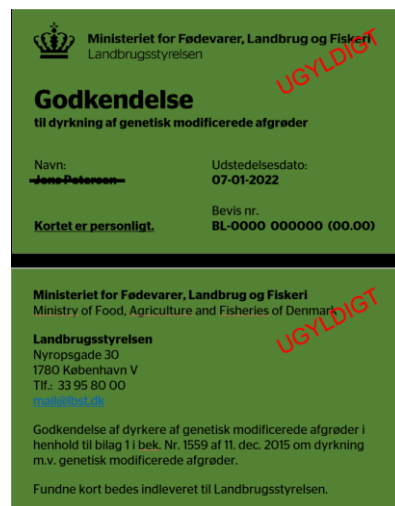 Ministeriet for Fødevarer, Landbrug og Fiskeri
Landbrugsstyrelsen
UGYLDIGT
Godkendelse
til dyrkning af genetisk modificerede afgrøder
Navn:
Jens Petersen
Udstedelsesdato:
07-01-2022
Kortet er personligt.
Bevis nr.
BL-0000 000000 (00.00)
Ministeriet for Fødevarer, Landbrug og Fiskeri
Ministry of Food, Agriculture and Fisheries of Denmark
UGYLDIGT
Landbrugsstyrelsen
Nyropsgade 30
1780 København V
Tlf.: 33 95 80 00
mail@lbst.dk
Godkendelse af dyrkere af genetisk modificerede afgrøder i
henhold til bilag 1 i bek. Nr. 1559 af 11. dec. 2015 om dyrkning
m.v. genetisk modificerede afgrøder.
Fundne kort bedes indleveret til Landbrugsstyrelsen.